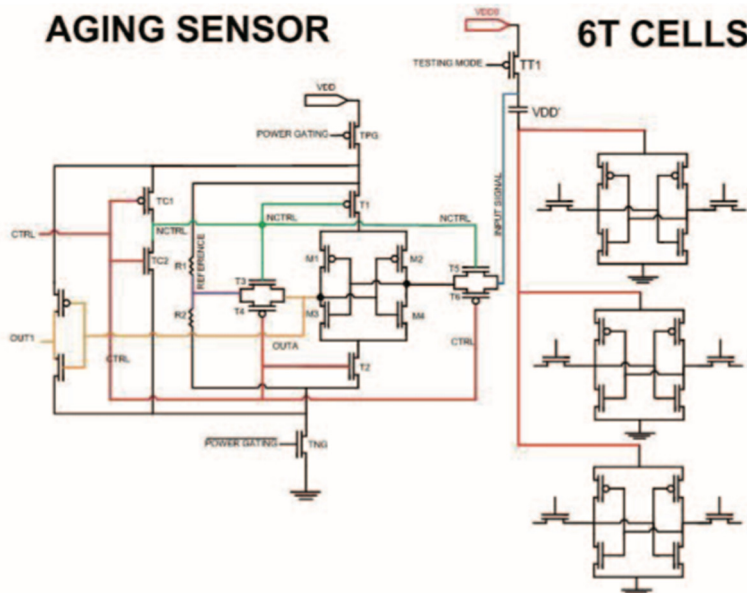 AGING SENSOR
6T CELLS
VDD0
TESTING MODE
TT1
VDD
VDD'
POWER GATING
TPG
INPUT SIGNAL
TC1
T1
CTRL
NCTRL
NCTRL
NCTRL
TC2
R1
REFERENCE
M1
M2
T3
T5
R2
T4
T6
M3
M4
OUT1
CTRL
OUTA
CTRL
T2
POWER GATING
TNG